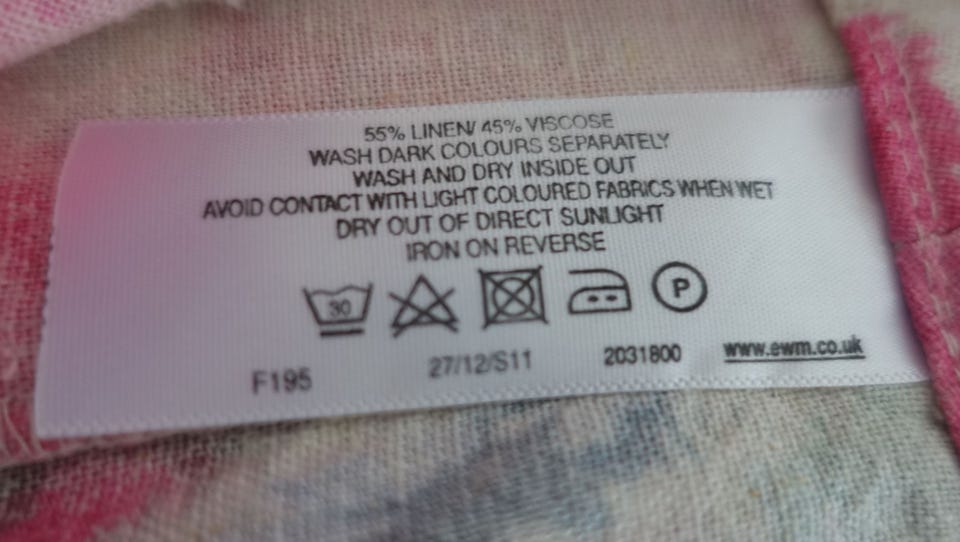 55% LINEN/ 45% VISCOSE
WASH DARK COLOURS SEPARATELY
WASH AND DRY INSIDE OUT
AVOID CONTACT WITH LIGHT COLOURED FABRICS WHEN WET
DRY OUT OF DIRECT SUNLIGHT
IRON ON REVERSE
30 P
F195 27/12/S11 2031800 www.ewm.co.uk